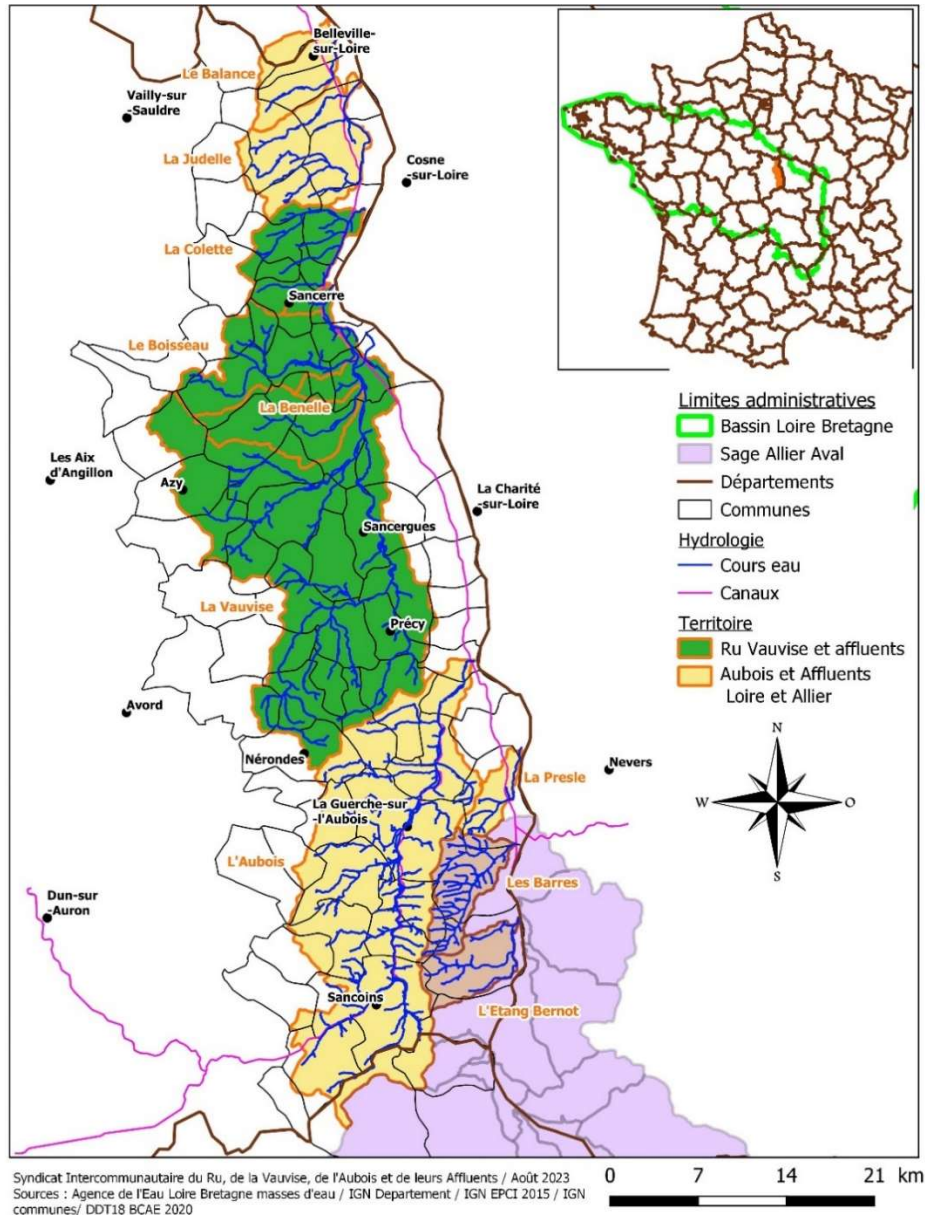 Belleville-
sur-Loire
Le Balance
Vailly-sur
-Sauldre
La Judelle
Cosne
-sur-Loire
La Colette
Sancerre
Le Boisseau
La Benelle
Les Aix
d'Angillon
Azy
La Charité
-sur-Loire
Sancergues
La Vauvise
Précy
Avord
Nérondes
La Presle
Nevers
La Guerche-sur
-l'Aubois
L'Aubois
Les Barres
Dun-sur
-Auron
Sancoins
L'Etang Bernot
Limites administratives
Bassin Loire Bretagne
Sage Allier Aval
Départements
Communes
Hydrologie
Cours eau
Canaux
Territoire
Ru Vauvise et affluents
Aubois et Affluents
Loire et Allier
N
W
O
S
Syndicat Intercommunautaire du Ru, de la Vauvise, de l'Aubois et de leurs Affluents / Août 2023
Sources : Agence de l'Eau Loire Bretagne masses d'eau / IGN Departement / IGN EPCI 2015 / IGN
communes/ DDT18 BCAE 2020
0 7 14 21 km